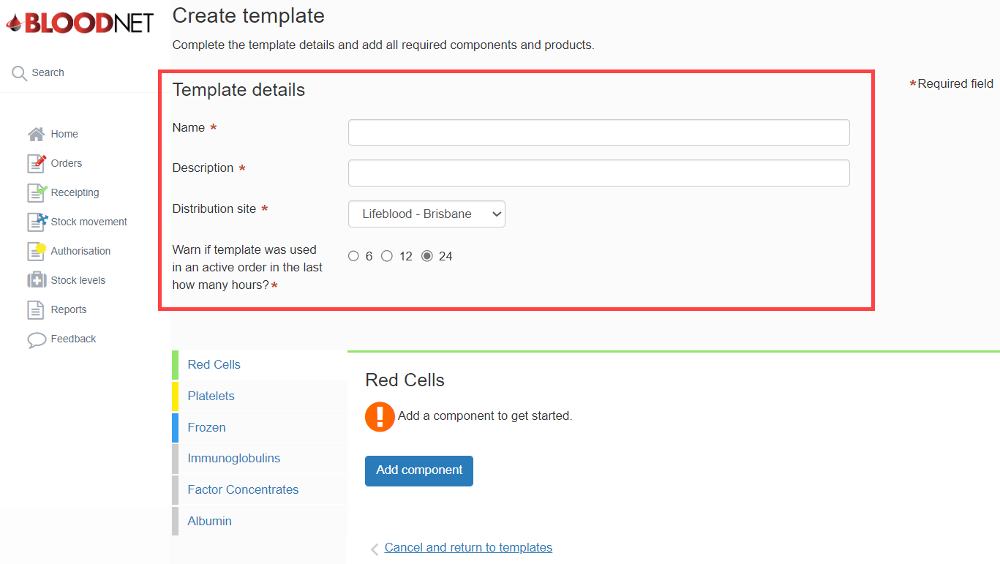 BLOODNET
Search
Home
Orders
Receipting
Stock movement
Authorisation
Stock levels
Reports
Feedback
Create template
Complete the template details and add all required components and products.
*Required field
Template details
Name *
Description *
Distribution site *
Lifeblood - Brisbane
Warn if template was used
in an active order in the last
how many hours?*
6 12 24
Red Cells
Platelets
Frozen
Immunoglobulins
Factor Concentrates
Albumin
Red Cells
Add a component to get started.
Add component
Cancel and return to templates